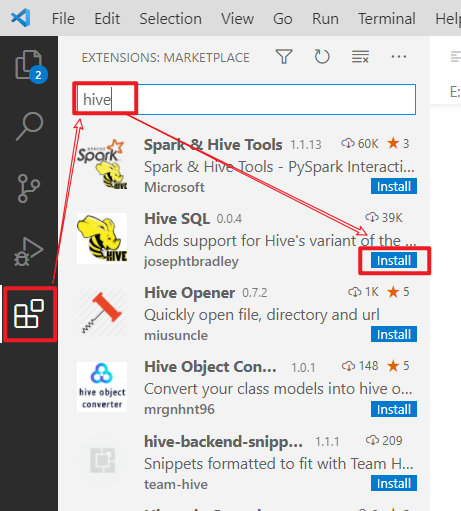 File Edit Selection View Go Run Terminal Help
EXTENSIONS: MARKETPLACE
2
hive
E:
Spark & Hive Tools 1.1.13 60K 3
Spark & Hive Tools - PySpark Interacti...
Microsoft Install
APACHE Spark
HIVE
Hive SQL 0.0.4 39K
Adds support for Hive's variant of the ...
josephtbradley Install
HIVE
Hive Opener 0.7.2 1K 5
Quickly open file, directory and url
miusuncle Install
Hive Object Con... 1.0.1 148 5
Convert your class models into hive o...
mrgnhnt96 Install
hive object
converter
hive-backend-snipp... 1.1.1 209
Snippets formatted to fit with Team H...
team-hive Install